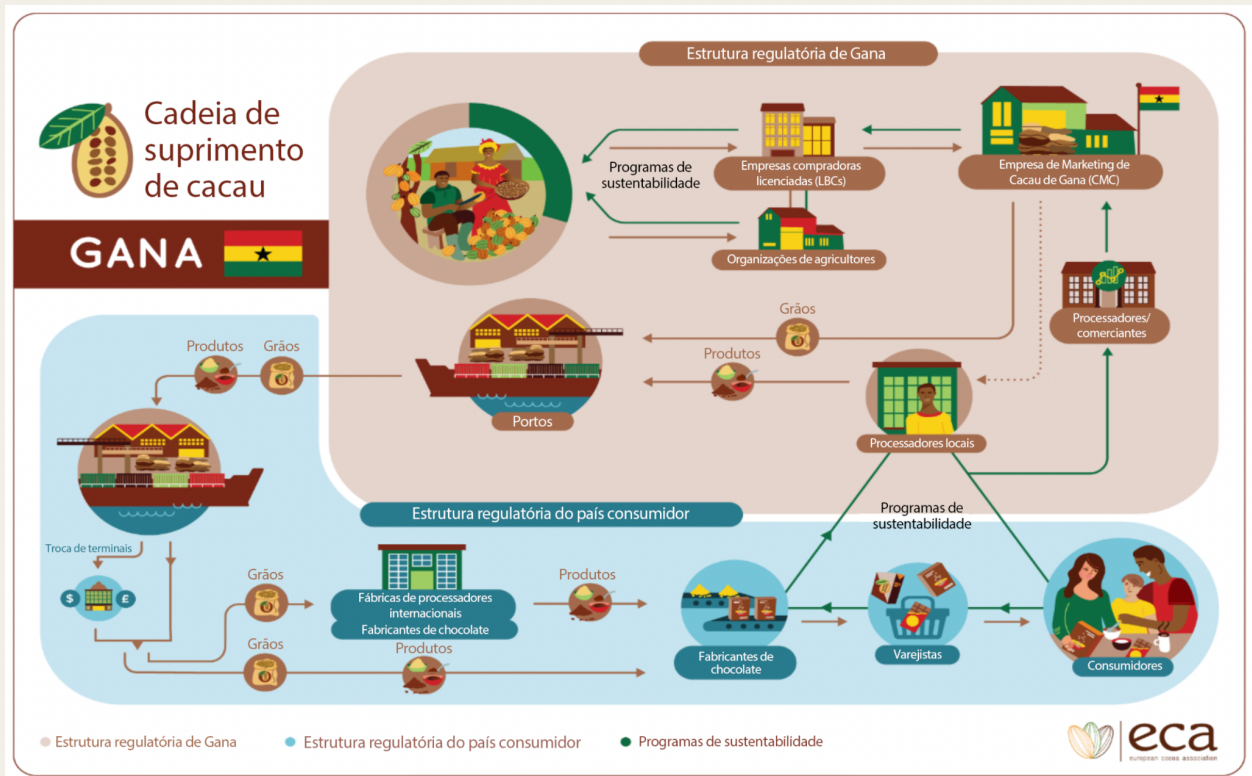 Cadeia de
suprimento
de cacau
GANA
Estrutura regulatória de Gana
Programas de
sustentabilidade
Empresas compradoras
licenciadas (LBCs)
Empresa de Marketing de
Cacau de Gana (CMC)
Organizações de agricultores
Processadores/
comerciantes
Grãos
Produtos
Portos
Processadores locais
Produtos
Grãos
Estrutura regulatória do país consumidor
Programas de
sustentabilidade
Troca de terminais
$
£
Grãos
Fábricas de processadores
internacionais
Fabricantes de chocolate
Produtos
Grãos
Produtos
Fabricantes de
chocolate
Varejistas
Consumidores
Estrutura regulatória de Gana
Estrutura regulatória do país consumidor
Programas de sustentabilidade
eca
european cocoa association